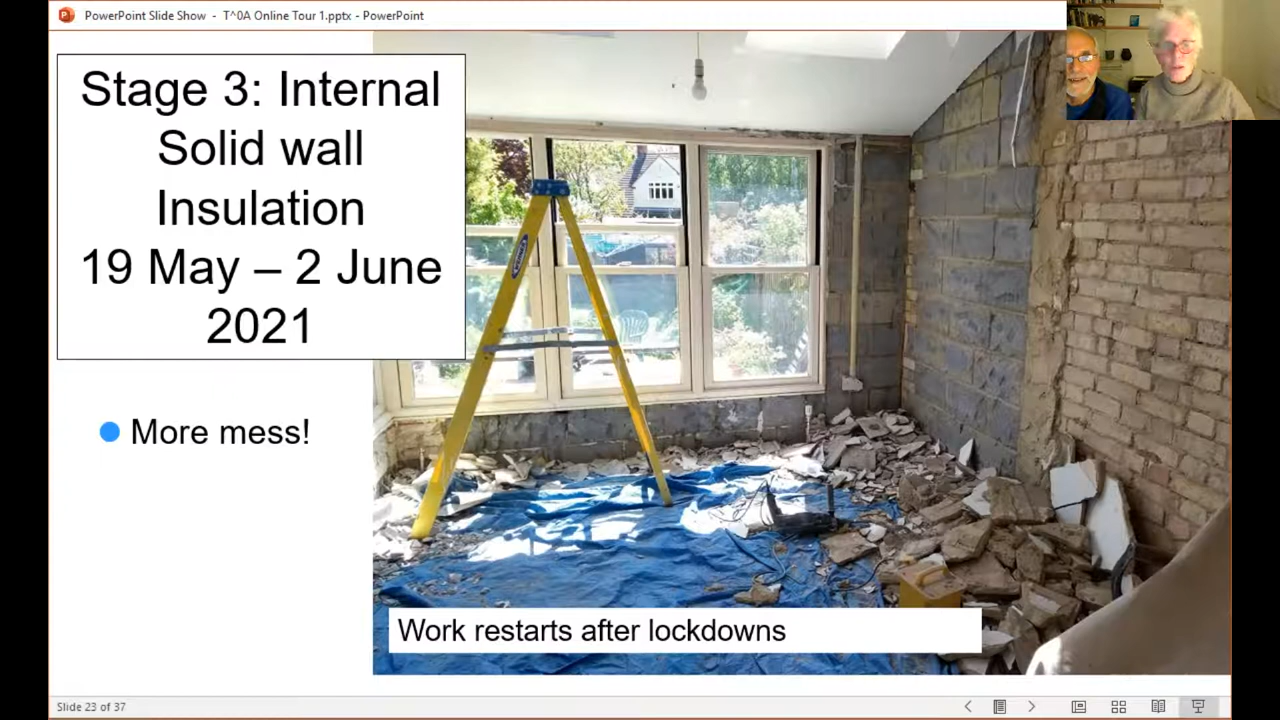 PowerPoint Slide Show - T^0A Online Tour 1.pptx - PowerPoint
Stage 3: Internal
Solid wall
Insulation
19 May – 2 June
2021
More mess!
Work restarts after lockdowns
Slide 23 of 37